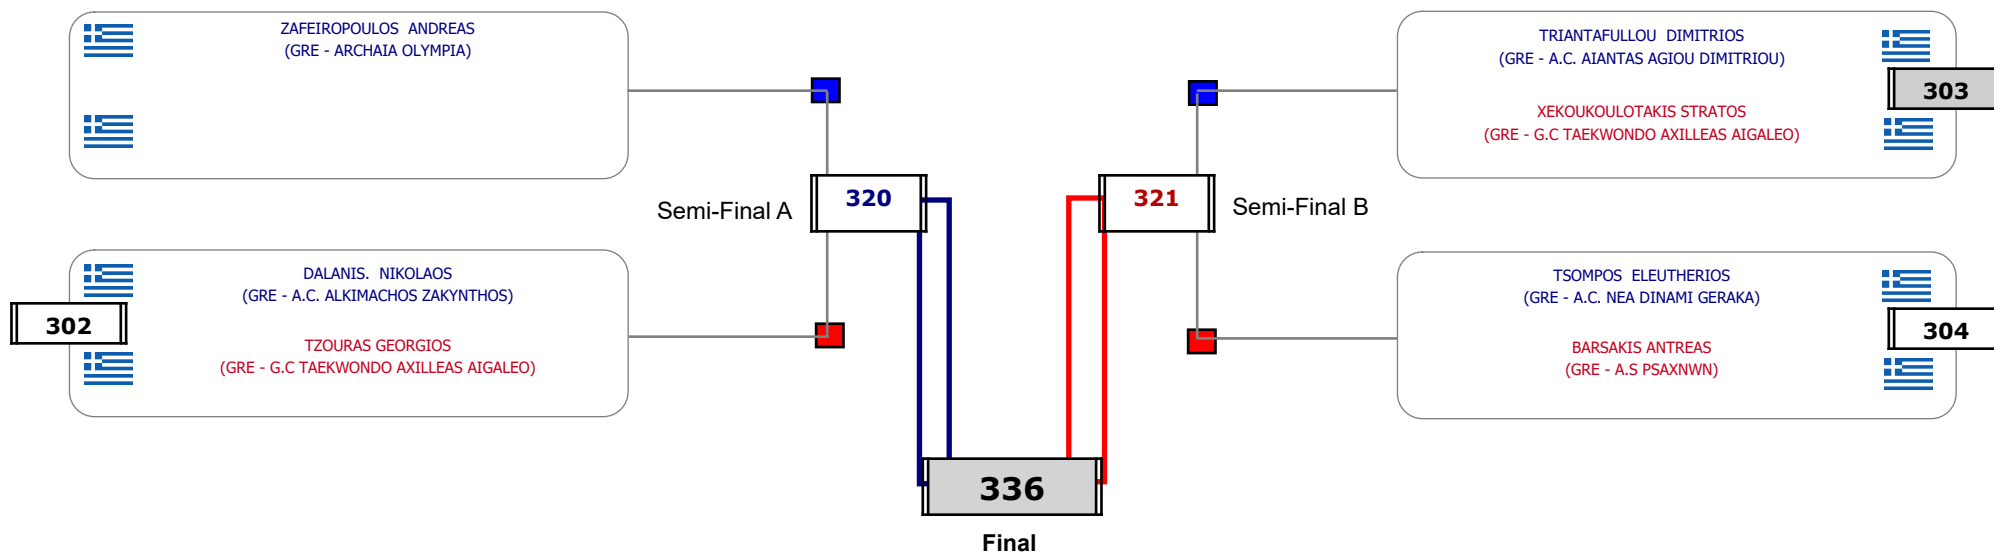 ZAFEIROPOULOS ANDREAS
(GRE - ARCHAIA OLYMPIA)
TRIANTAFULLOU DIMITRIOS
(GRE - A.C. AIANTAS AGIOU DIMITRIOU)
303
XEKOUKOULOTAKIS STRATOS
(GRE - G.C TAEKWONDO AXILLEAS AIGALEO)
Semi-Final A
320
321
Semi-Final B
DALANIS. NIKOLAOS
(GRE - A.C. ALKIMACHOS ZAKYNTHOS)
302
TZOURAS GEORGIOS
(GRE - G.C TAEKWONDO AXILLEAS AIGALEO)
TSOMPOS ELEUTHERIOS
(GRE - A.C. NEA DINAMI GERAKA)
304
BARSAKIS ANTREAS
(GRE - A.S PSAXNWN)
336
Final